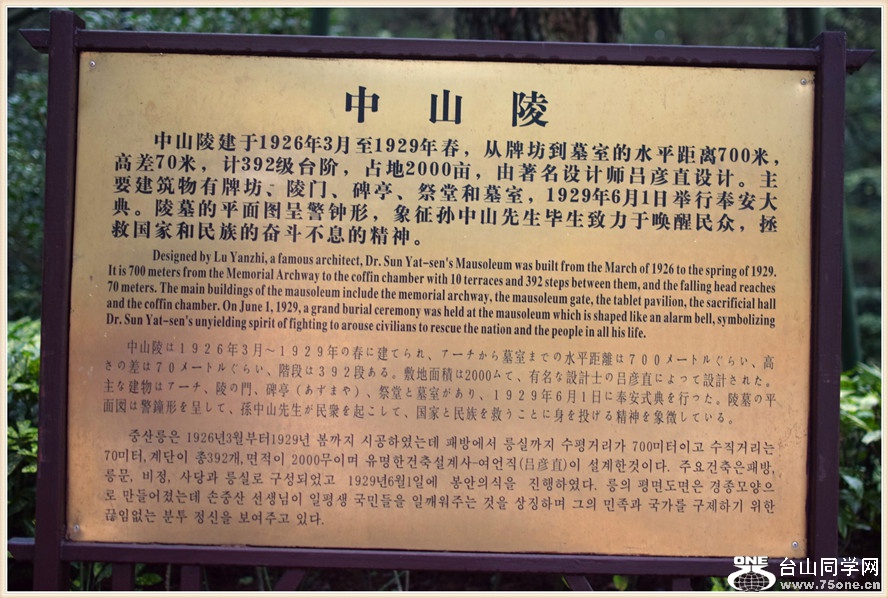 中山陵
中山陵建于1926年3月至1929年春，从牌坊到墓室的水平距离700米，
高差70米，计392级台阶，占地2000亩，由著名设计师吕彦直设计。主
要建筑物有牌坊、陵门、碑亭、祭堂和墓室，1929年6月1日举行奉安大
典。陵墓的平面图呈警钟形，象征孙中山先生毕生致力于唤醒民众，拯
救国家和民族的奋斗不息的精神。
Designed by Lu Yanzhi, a famous architect, Dr. Sun Yat-sen's Mausoleum was built from the March of 1926 to the spring of 1929.
It is 700 meters from the Memorial Archway to the coffin chamber with 10 terraces and 392 steps between them, and the falling head reaches
70 meters. The main buildings of the mausoleum include the memorial archway, the mausoleum gate, the tablet pavilion, the sacrificial hall
and the coffin chamber. On June 1, 1929, a grand burial ceremony was held at the mausoleum which is shaped like an alarm bell, symbolizing
Dr. Sun Yat-sen's unyielding spirit of fighting to arouse civilians to rescue the nation and the people in all his life.
中山陵は１９２６年３月～１９２９年の春に建てられ、アーチから墓室までの水平距離は７００メートルぐらい、高
さの差は７０メートルぐらい、階段は３９２段ある。敷地面積は2000ムて、有名な設計士の呂彦直によって設計された。
主な建物はアーチ、陵の門、碑亭（あずまや）、祭堂と墓室があり、１９２９年６月１日に奉安式典を行った。陵墓の平
面図は警鐘形を呈して、孫中山先生が民衆を起こして、国家と民族を救うことに身を投げる精神を象徴している。
중산릉은 1926년3월부터1929년 봄까지 시공하였는데 패방에서 릉실까지 수평거리가 700미터이고 수직거리는
70미터, 계단이 총392개, 면적이 2000무이며 유명한건축설계사-여언직(呂彦直)이 설계한것이다. 주요건축은패방,
릉문, 비정, 사당과 릉실로 구성되었고 1929년6월1일에 봉안의식을 진행하였다. 릉의 평면도면은 경종모양으
로 만들어졌는데 손중산 선생님이 일평생 국민들을 일깨워주는 것을 상징하며 그의 민족과 국가를 구제하기 위한
끊임없는 분투 정신을 보여주고 있다.
ONE
台山同学网
www.75one.cn